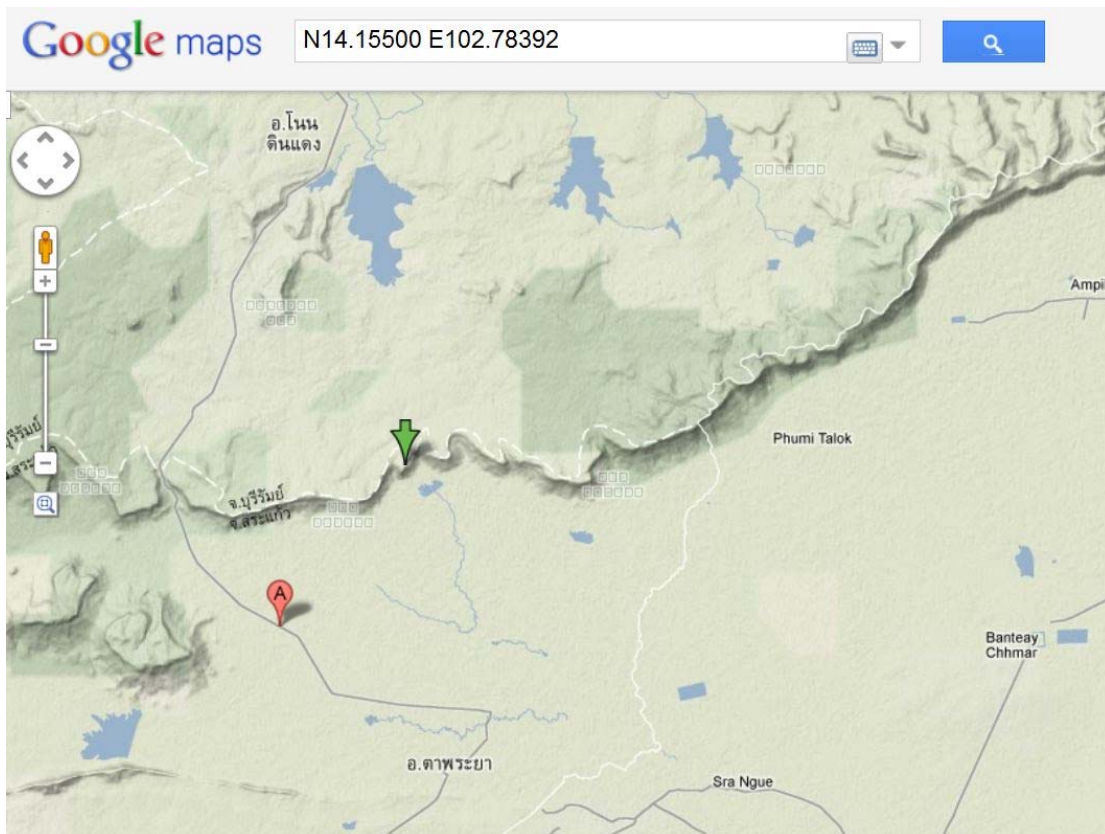 Google maps
N14.15500 E102.78392
อ.โนน
ดินแดง
Ampi
จ.บุรีรัมย์
จ.สระแก้ว
Phumi Talok
A
Banteay
Chhmar
อ.ตาพระยา
Sra Ngue